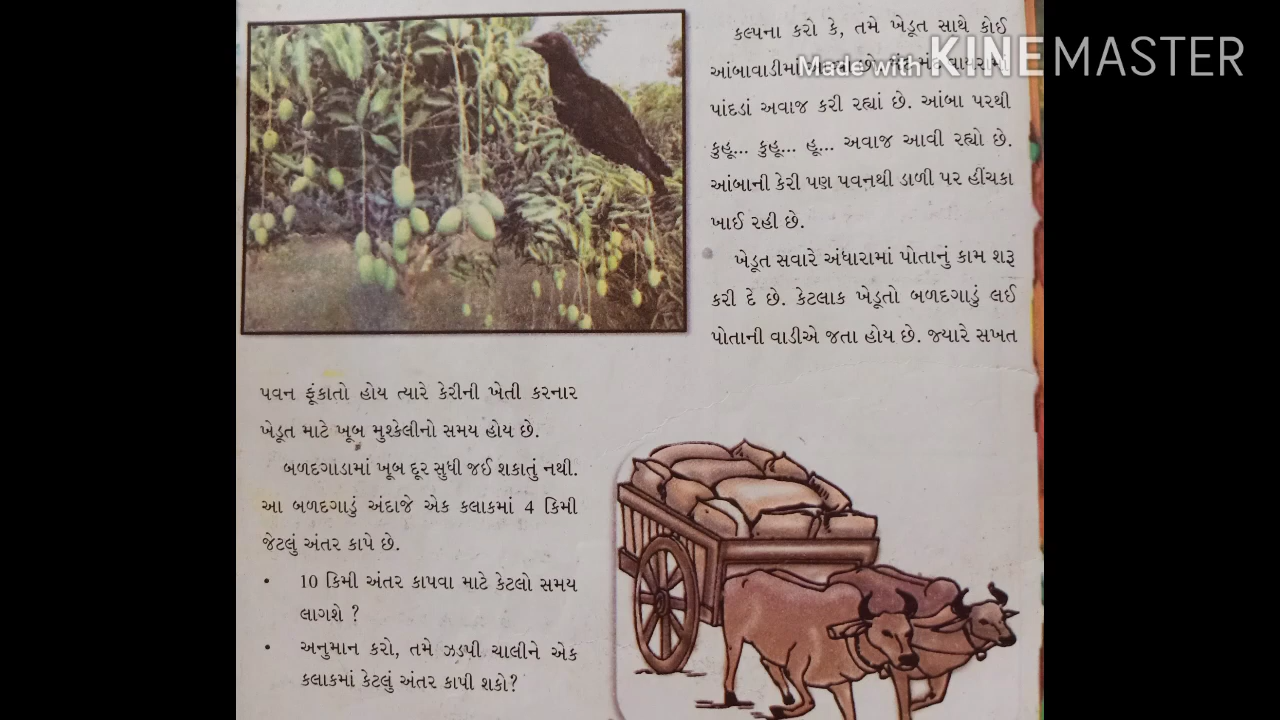 કલ્પના કરો કે, તમે ખેડૂત સાથે કોઈ
Made with KINEMASTER
આંબાવાડીમાં
પાંદડાં અવાજ કરી રહ્યાં છે. આંબા પરથી
કુહૂ... કુહૂ... હૂ... અવાજ આવી રહ્યો છે.
આંબાની કેરી પણ પવનથી ડાળી પર હીંચકા
ખાઈ રહી છે.
ખેડૂત સવારે અંધારામાં પોતાનું કામ શરૂ
કરી દે છે. કેટલાક ખેડૂતો બળદગાડું લઈ
પોતાની વાડીએ જતા હોય છે. જ્યારે સખત
પવન ફૂંકાતો હોય ત્યારે કેરીની ખેતી કરનાર
ખેડૂત માટે ખૂબ મુશ્કેલીનો સમય હોય છે.
બળદગાડામાં ખૂબ દૂર સુધી જઈ શકાતું નથી.
આ બળદગાડું અંદાજે એક કલાકમાં 4 કિમી
જેટલું અંતર કાપે છે.
• 10 કિમી અંતર કાપવા માટે કેટલો સમય
લાગશે ?
• અનુમાન કરો, તમે ઝડપી ચાલીને એક
કલાકમાં કેટલું અંતર કાપી શકો?